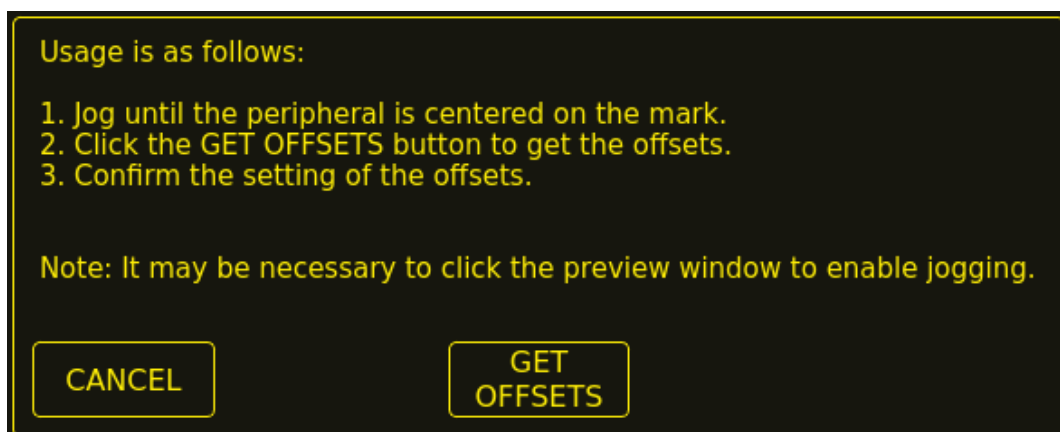 Usage is as follows:
1. Jog until the peripheral is centered on the mark.
2. Click the GET OFFSETS button to get the offsets.
3. Confirm the setting of the offsets.
Note: It may be necessary to click the preview window to enable jogging.
CANCEL
GET
OFFSETS